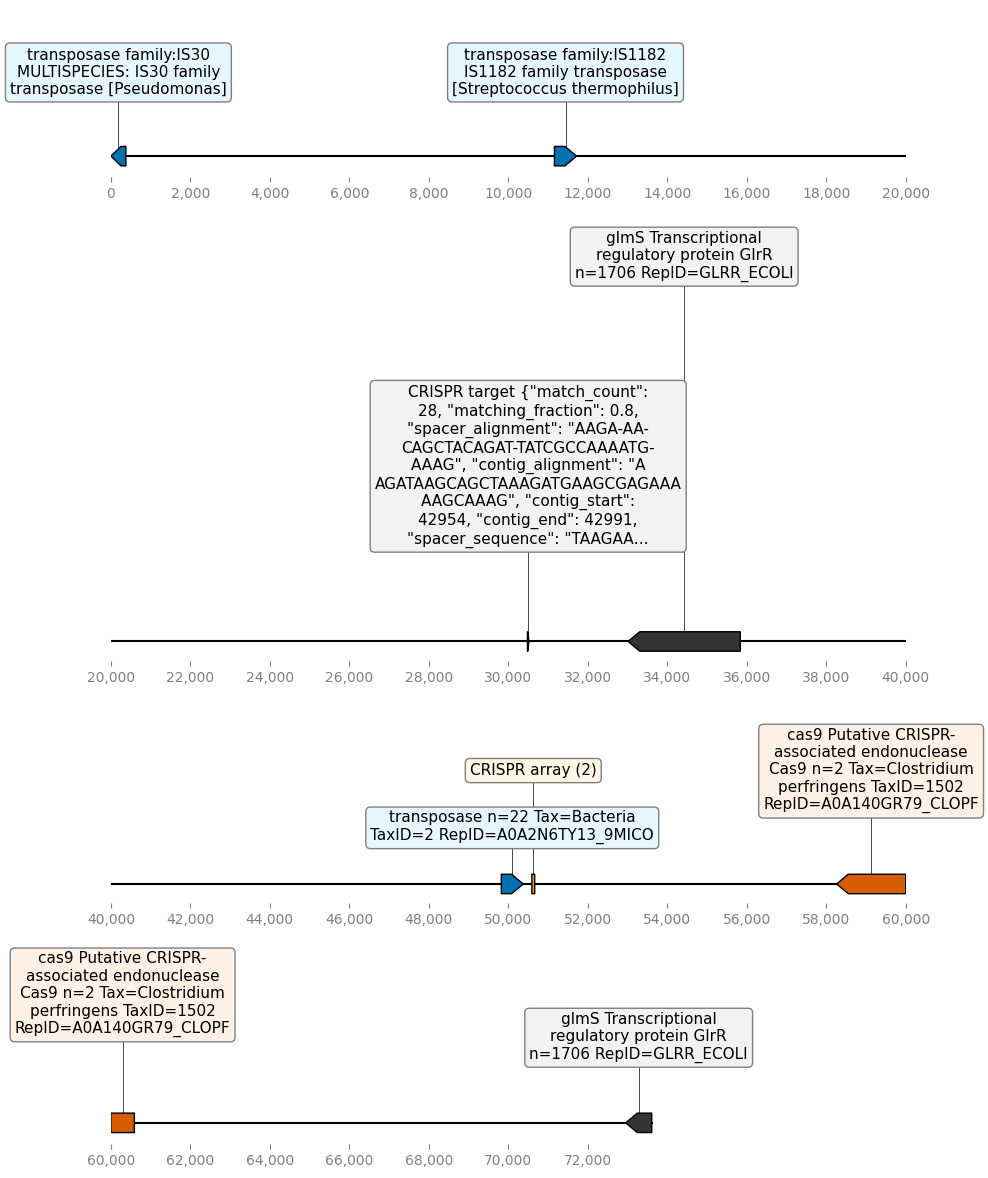 transposase family:IS30
MULTISPECIES: IS30 family
transposase [Pseudomonas]
transposase family:IS1182
IS1182 family transposase
[Streptococcus thermophilus]
0 2,000 4,000 6,000 8,000 10,000 12,000 14,000 16,000 18,000 20,000
glmS Transcriptional
regulatory protein GlrR
n=1706 RepID=GLRR_ECOLI
CRISPR target {"match_count":
28, "matching_fraction": 0.8,
"spacer_alignment": "AAGA-AA-
CAGCTACAGAT-TATCGCCAAAATG-
AAAG", "contig_alignment": "A
AGATAAGCAGCTAAAGATGAAGCGAGAAA
AAGCAAAG", "contig_start":
42954, "contig_end": 42991,
"spacer_sequence": "TAAGAA...
20,000 22,000 24,000 26,000 28,000 30,000 32,000 34,000 36,000 38,000 40,000
CRISPR array (2)
transposase n=22 Tax=Bacteria
TaxID=2 RepID=A0A2N6TY13_9MICO
cas9 Putative CRISPR-
associated endonuclease
Cas9 n=2 Tax=Clostridium
perfringens TaxID=1502
RepID=A0A140GR79_CLOPF
40,000 42,000 44,000 46,000 48,000 50,000 52,000 54,000 56,000 58,000 60,000
cas9 Putative CRISPR-
associated endonuclease
Cas9 n=2 Tax=Clostridium
perfringens TaxID=1502
RepID=A0A140GR79_CLOPF
glmS Transcriptional
regulatory protein GlrR
n=1706 RepID=GLRR_ECOLI
60,000 62,000 64,000 66,000 68,000 70,000 72,000